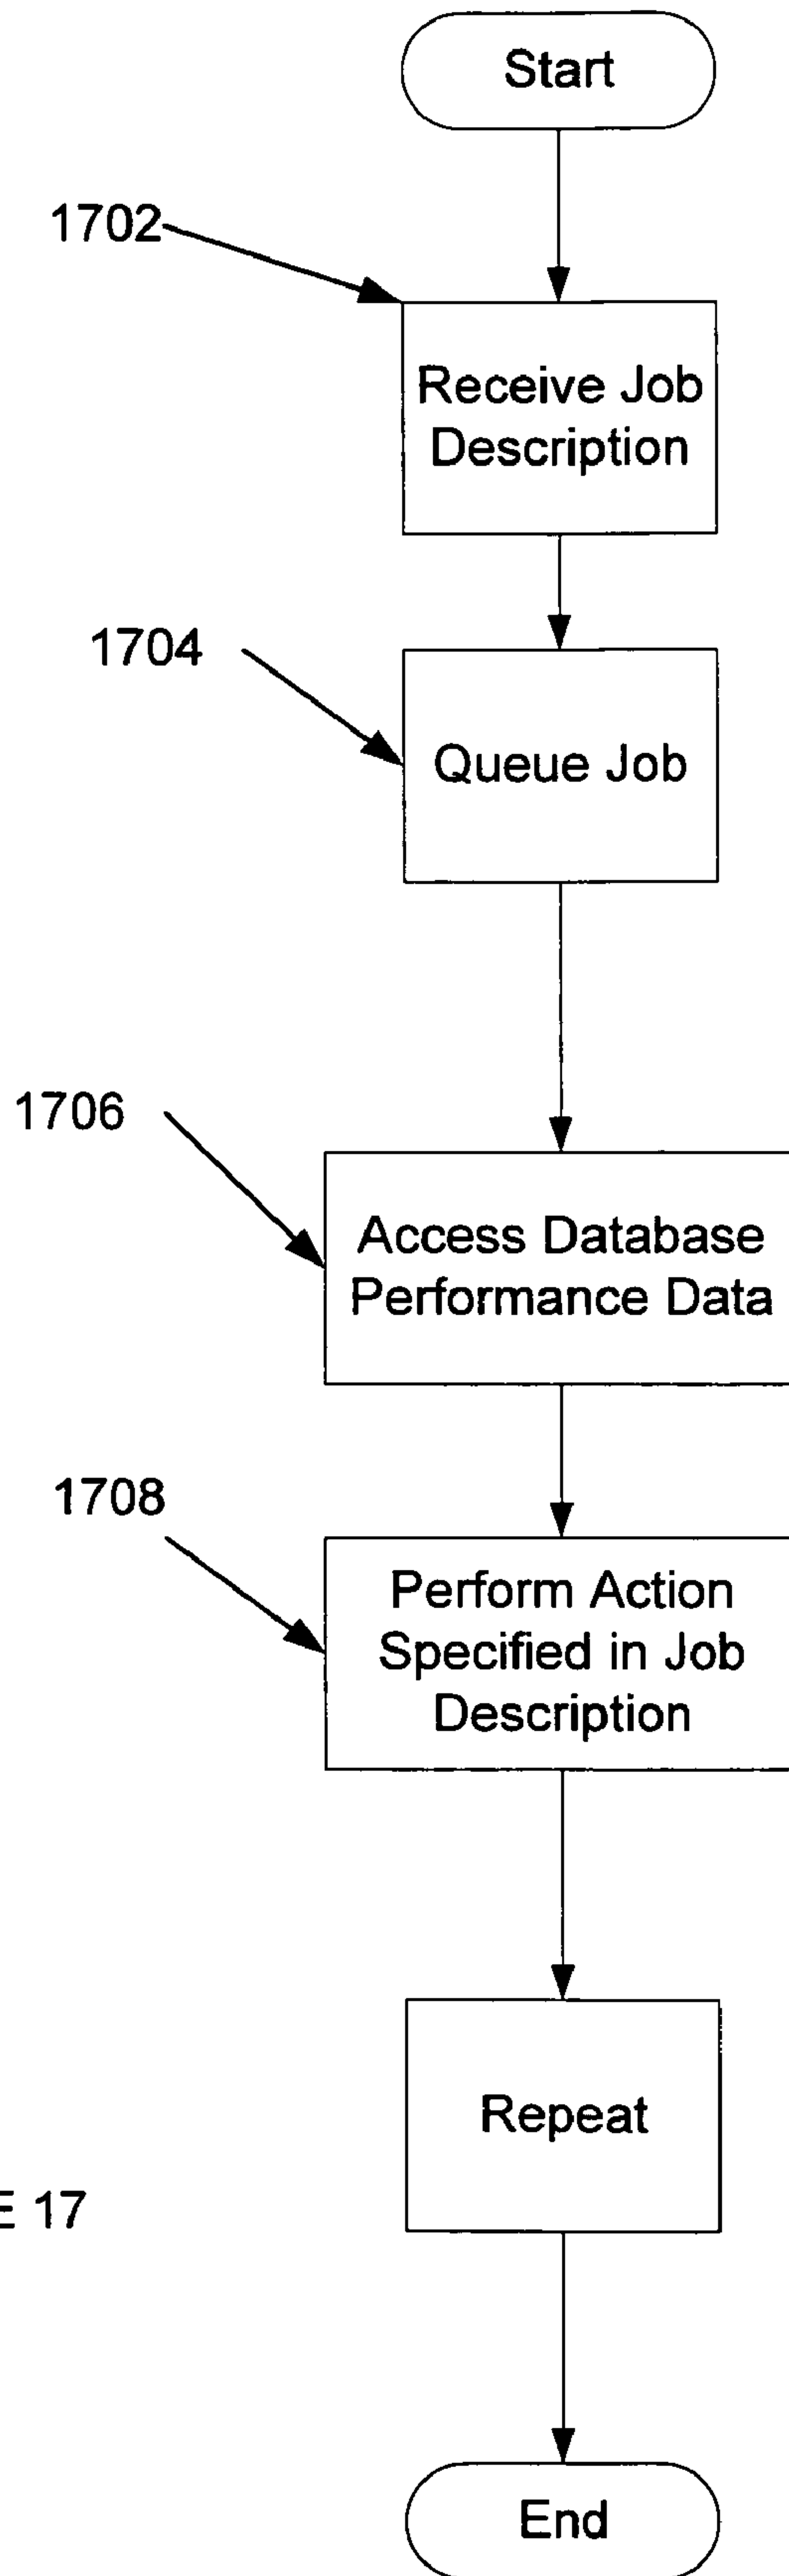 Start
1702
Receive Job
Description
1704
Queue Job
1706
Access Database
Performance Data
1708
Perform Action
Specified in Job
Description
Repeat
E 17
End